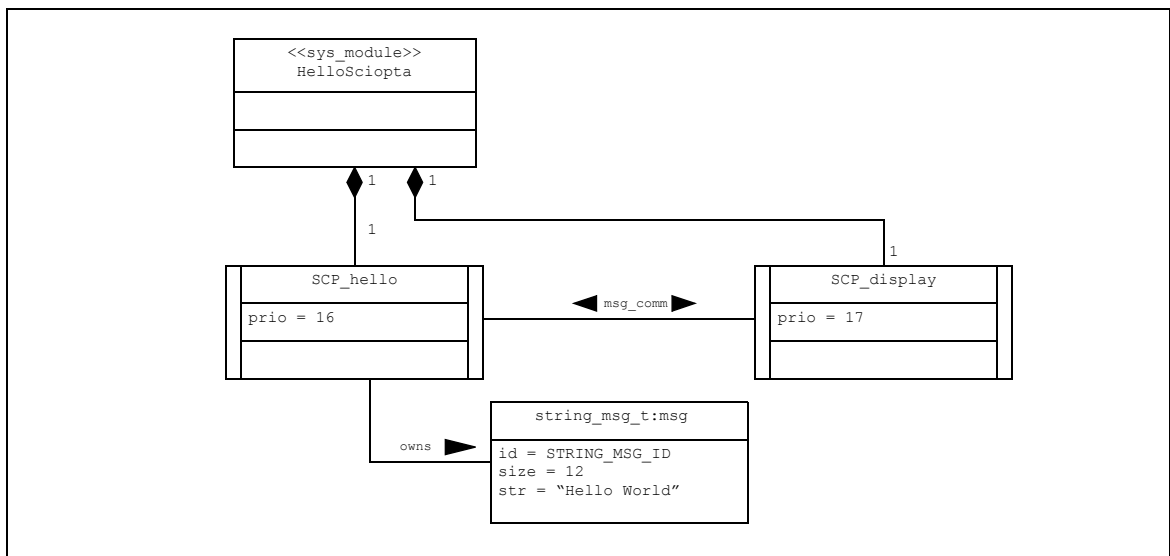 <<sys_module>>
HelloSciopta
1
1
1
1
SCP_hello
prio = 16
msg_comm
SCP_display
prio = 17
owns
string_msg_t:msg
id = STRING_MSG_ID
size = 12
str = “Hello World”